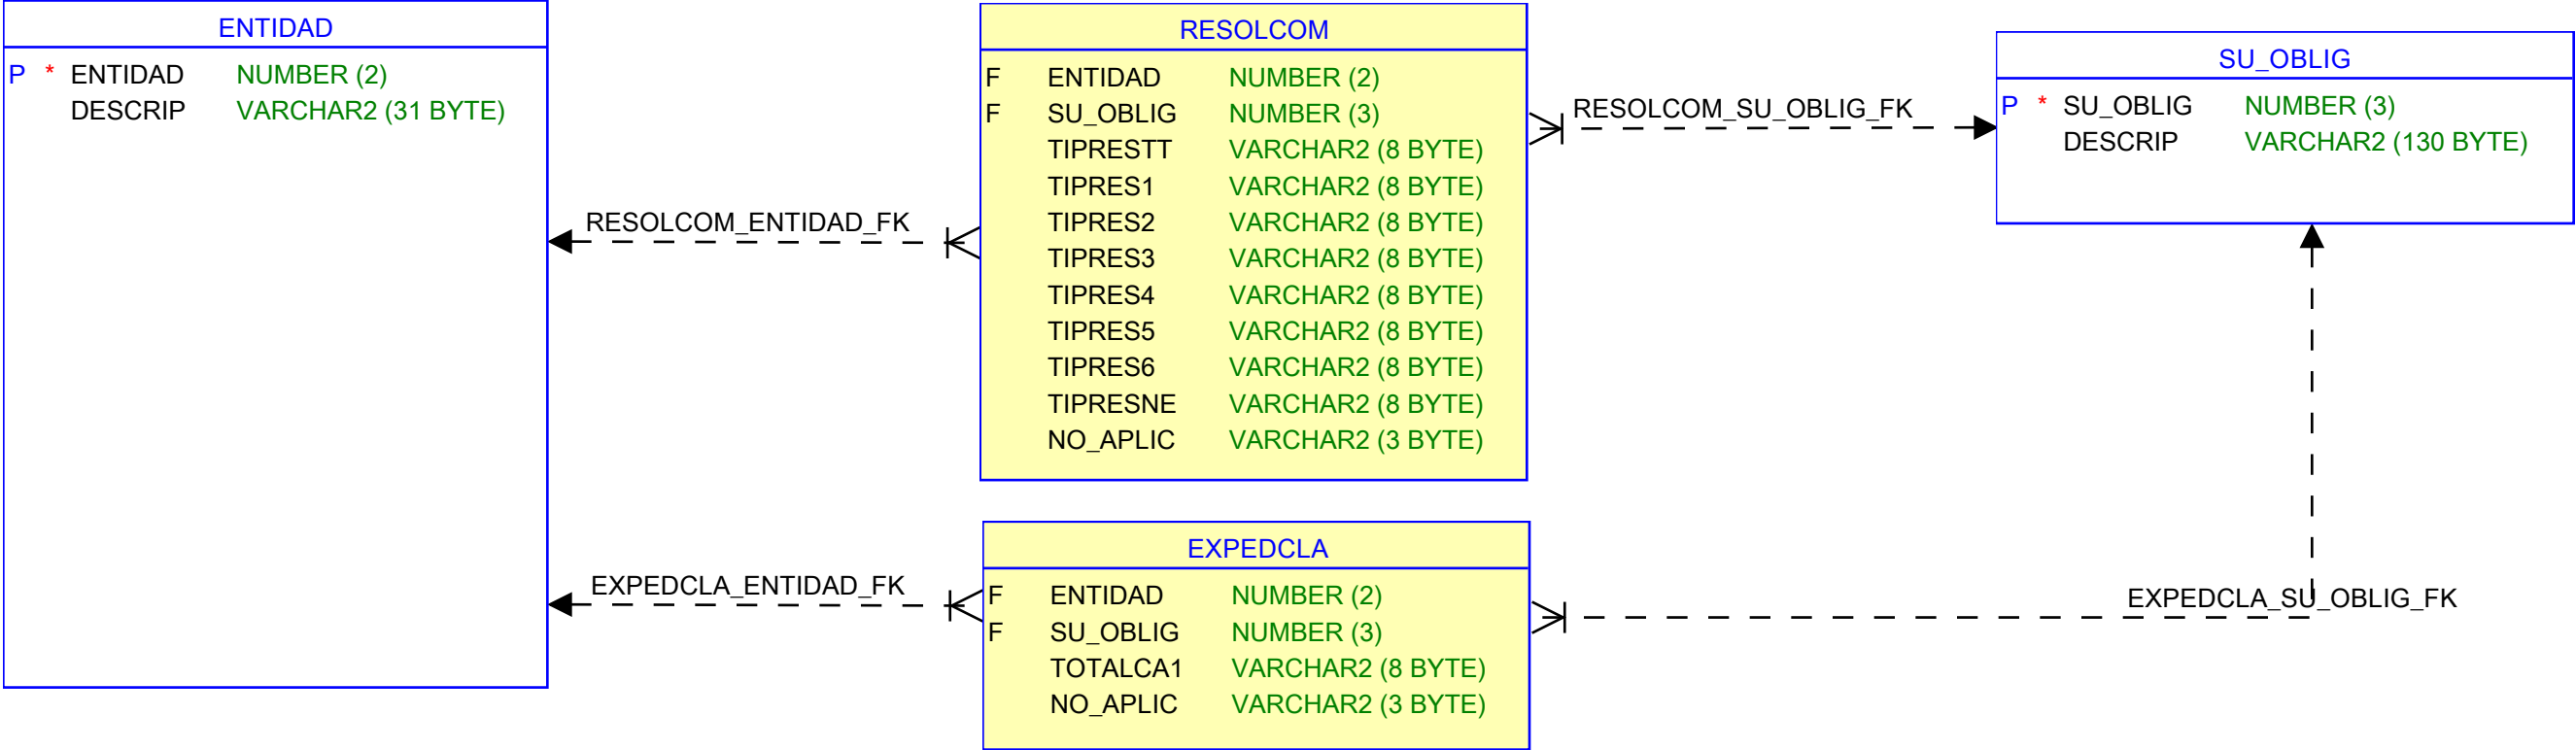 ENTIDAD
P * ENTIDAD NUMBER (2)
DESCRIP VARCHAR2 (31 BYTE)
RESOLCOM_ENTIDAD_FK
EXPEDCLA_ENTIDAD_FK
RESOLCOM
F ENTIDAD NUMBER (2)
F SU_OBLIG NUMBER (3)
TIPRESTT VARCHAR2 (8 BYTE)
TIPRES1 VARCHAR2 (8 BYTE)
TIPRES2 VARCHAR2 (8 BYTE)
TIPRES3 VARCHAR2 (8 BYTE)
TIPRES4 VARCHAR2 (8 BYTE)
TIPRES5 VARCHAR2 (8 BYTE)
TIPRES6 VARCHAR2 (8 BYTE)
TIPRESNE VARCHAR2 (8 BYTE)
NO_APLIC VARCHAR2 (3 BYTE)
EXPEDCLA
F ENTIDAD NUMBER (2)
F SU_OBLIG NUMBER (3)
TOTALCA1 VARCHAR2 (8 BYTE)
NO_APLIC VARCHAR2 (3 BYTE)
RESOLCOM_SU_OBLIG_FK
SU_OBLIG
P * SU_OBLIG NUMBER (3)
DESCRIP VARCHAR2 (130 BYTE)
EXPEDCLA_SU_OBLIG_FK